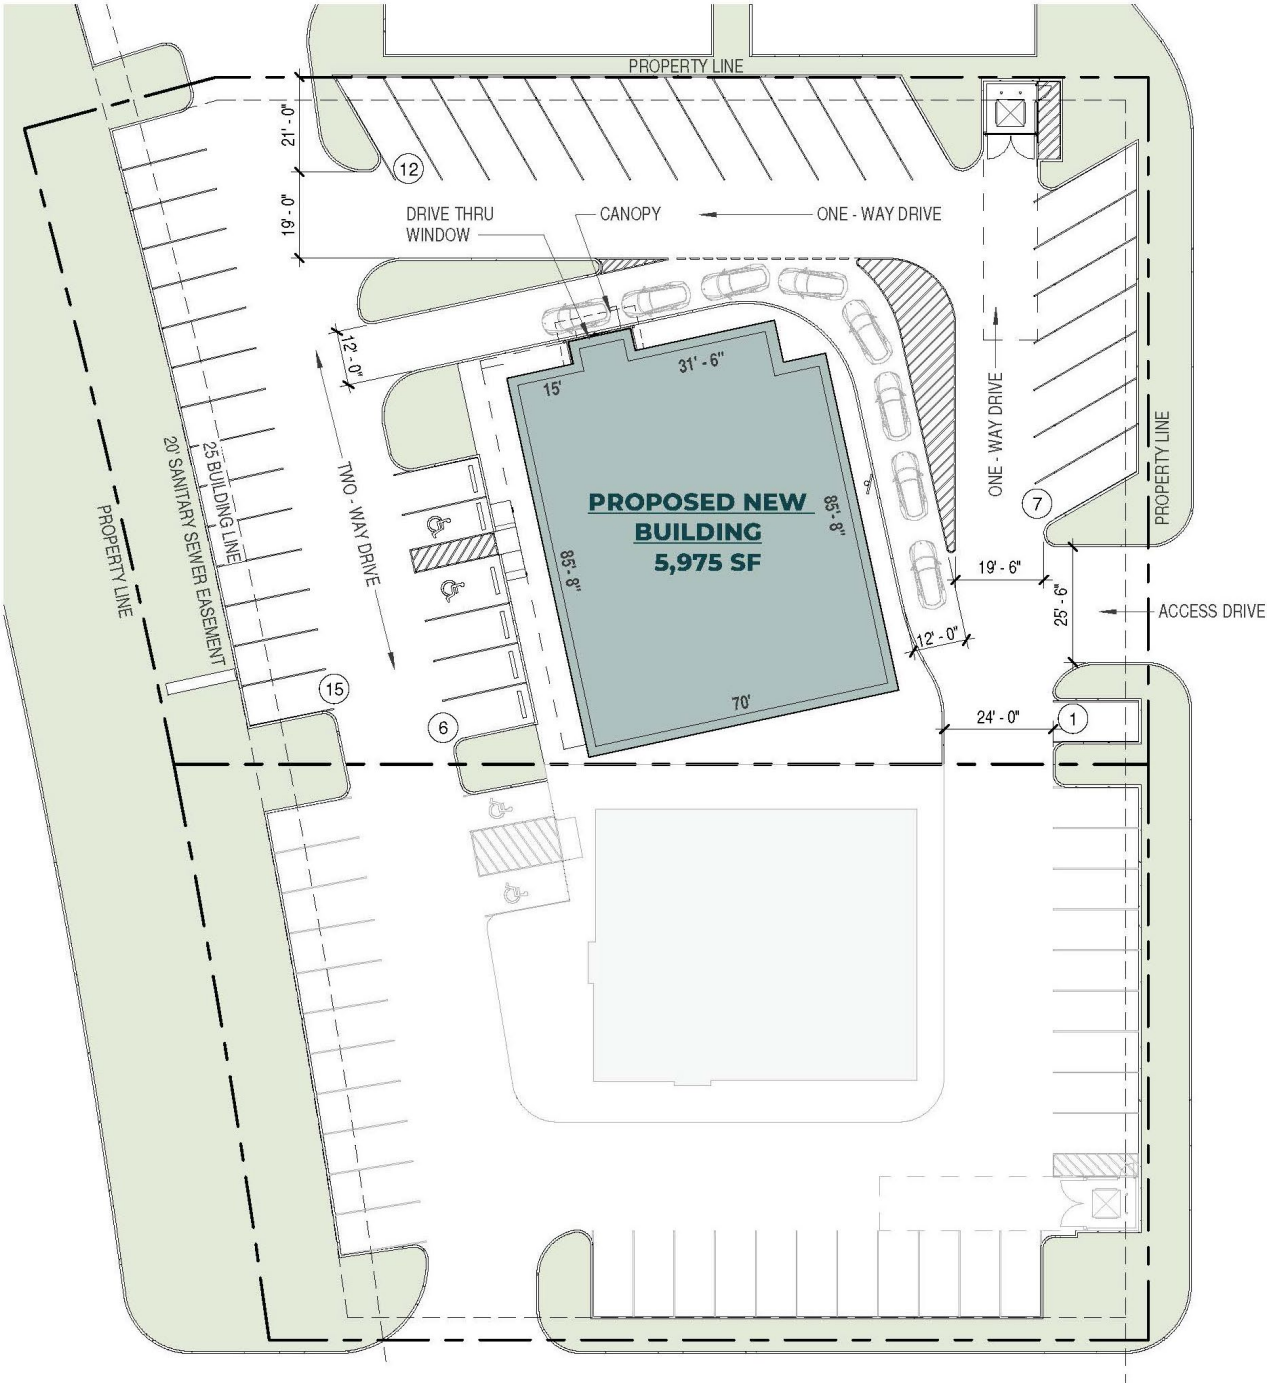 PROPERTY LINE
21' - 0"
12
19' - 0"
DRIVE THRU
WINDOW
CANOPY
ONE - WAY DRIVE
12' - 0"
15'
31' - 6"
ONE - WAY DRIVE
PROPERTY LINE
25 BUILDING LINE
20' SANITARY SEWER EASEMENT
PROPERTY LINE
TWO - WAY DRIVE
7
PROPOSED NEW
BUILDING
5,975 SF
85'- 8"
85'- 8"
19' - 6"
25' - 6"
ACCESS DRIVE
12' - 0"
15
70'
6
24' - 0"
1